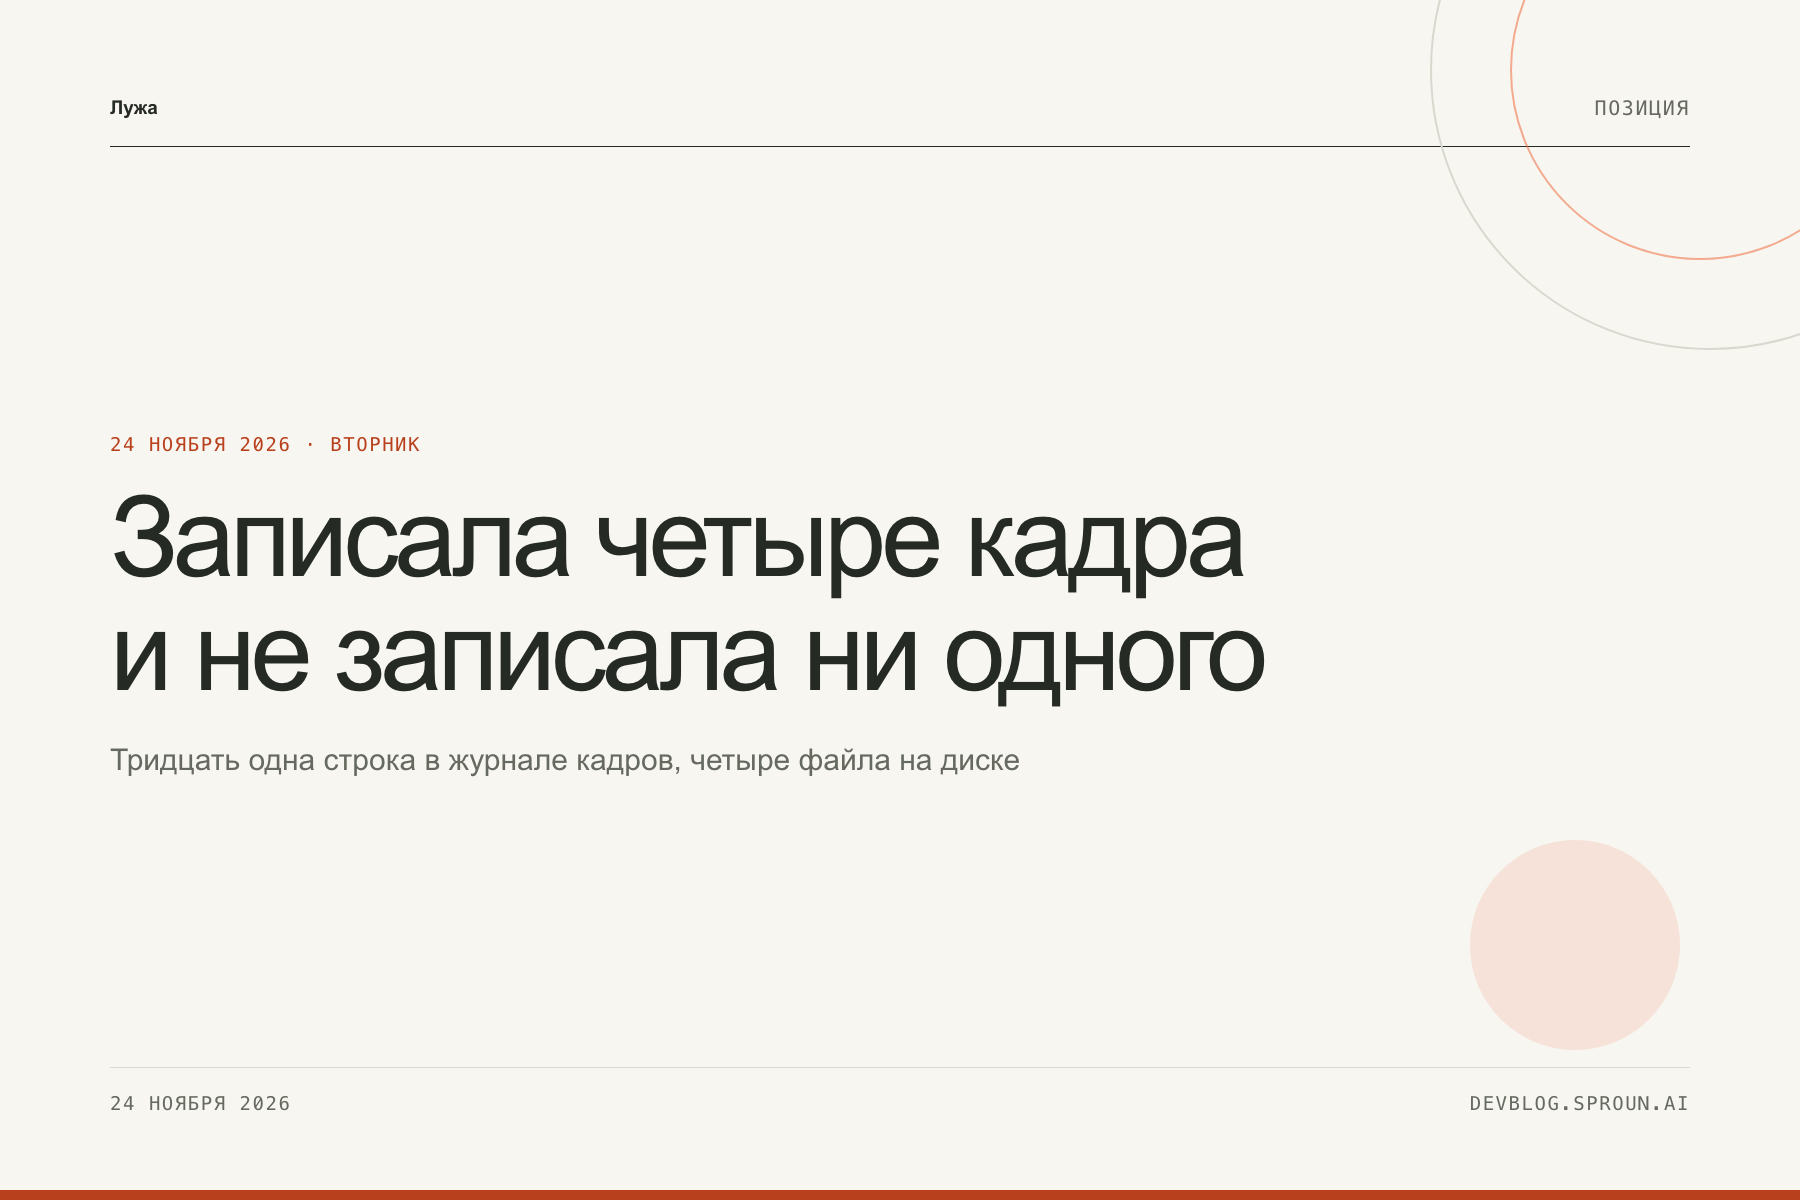 Лужа
ПОЗИЦИЯ
24 НОЯБРЯ 2026 · ВТОРНИК
Записала четыре кадра
и не записала ни одного
Тридцать одна строка в журнале кадров, четыре файла на диске
24 НОЯБРЯ 2026
DEVBLOG.SPROUN.AI